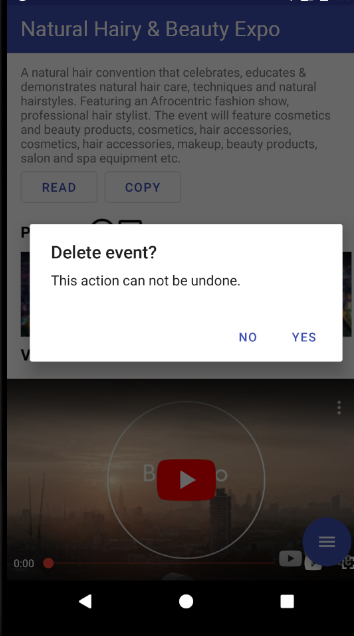 Natural Hairy & Beauty Expo
A natural hair convention that celebrates, educates &
demonstrates natural hair care, techniques and natural
hairstyles. Featuring an Afrocentric fashion show,
professional hair stylist. The event will feature cosmetics
and beauty products, cosmetics, hair accessories,
cosmetics, hair accessories, makeup, beauty products,
salon and spa equipment etc.
READ COPY
Delete event?
This action can not be undone.
NO YES
0:00